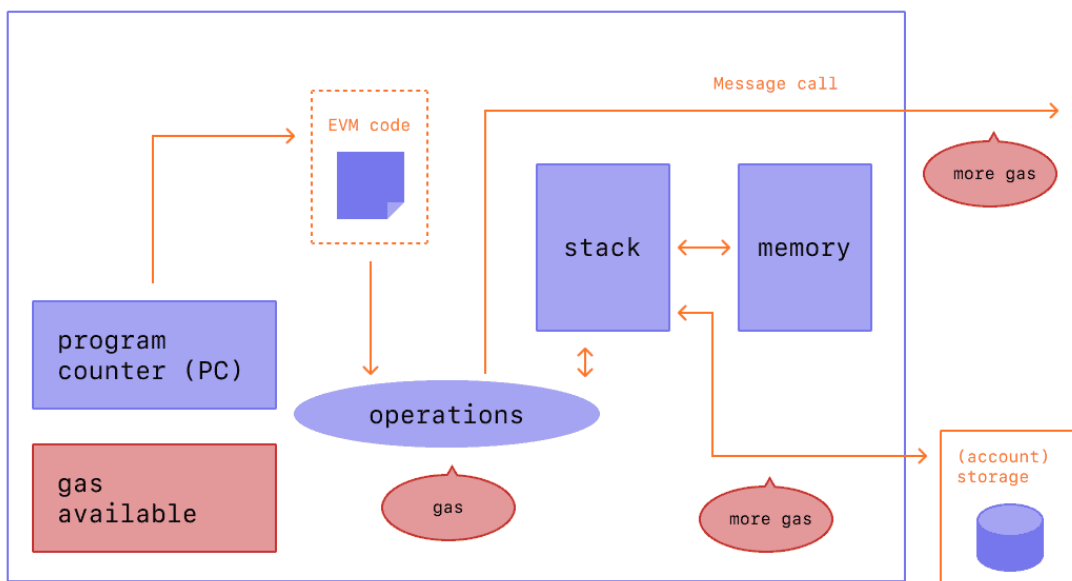 Message call
EVM code
more gas
stack
memory
program
counter (PC)
operations
(account)
storage
gas
available
gas
more gas